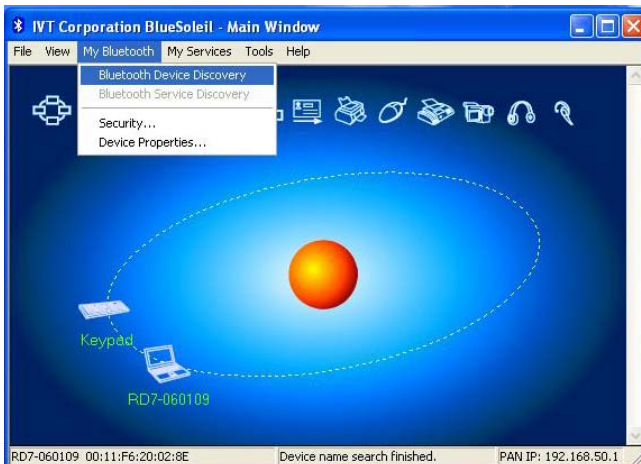 IVT Corporation BlueSoleil - Main Window
File View My Bluetooth My Services Tools Help
Bluetooth Device Discovery
Bluetooth Service Discovery
Security...
Device Properties...
Keypad
RD7-060109
RD7-060109 00:11:F6:20:02:8E Device name search finished. PAN IP: 192.168.50.1